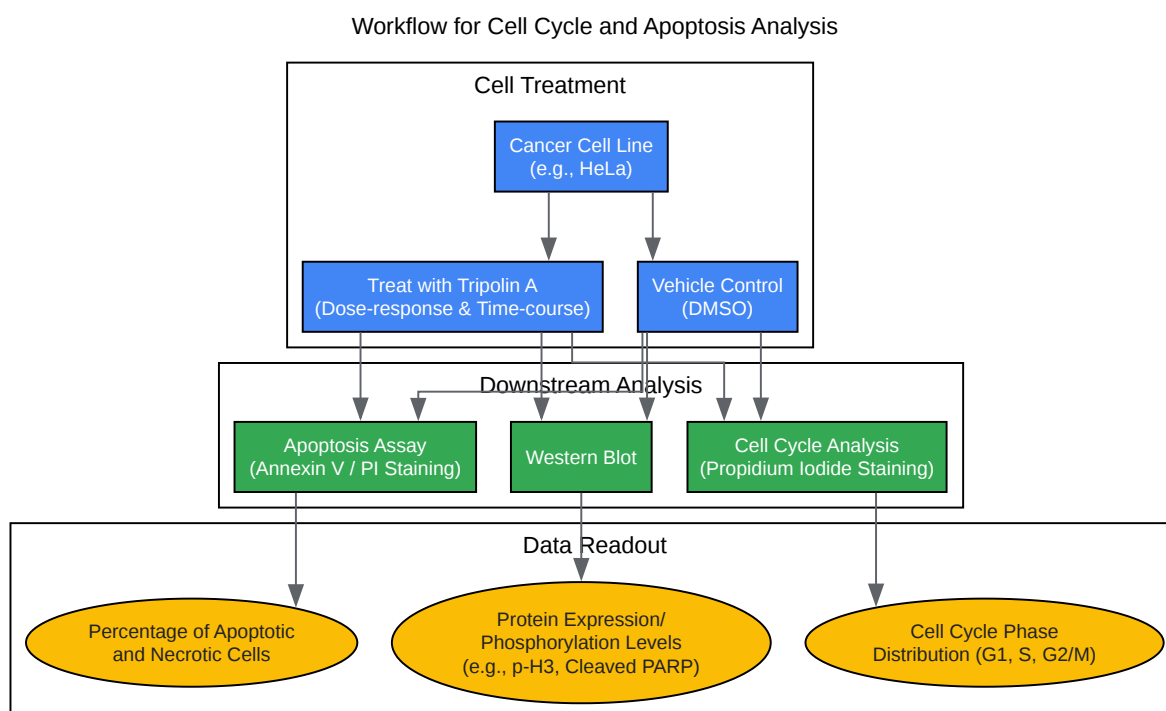 Workflow for Cell Cycle and Apoptosis Analysis
Cell Treatment
Cancer Cell Line
(e.g., HeLa)
Treat with Tripolin A
(Dose-response & Time-course)
Vehicle Control
(DMSO)
Downstream Analysis
Apoptosis Assay
(Annexin V / PI Staining)
Western Blot
Cell Cycle Analysis
(Propidium Iodide Staining)
Data Readout
Percentage of Apoptotic
and Necrotic Cells
Protein Expression/
Phosphorylation Levels
(e.g., p-H3, Cleaved PARP)
Cell Cycle Phase
Distribution (G1, S, G2/M)